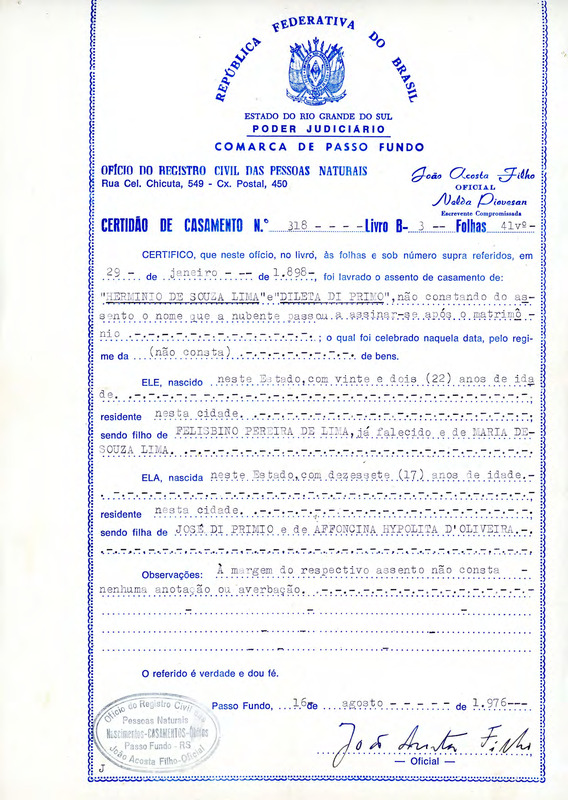 REPÚBLICA FEDERATIVA DO BRASIL
ESTADO DO RIO GRANDE DO SUL
PODER JUDICIÁRIO
COMARCA DE PASSO FUNDO
OFÍCIO DO REGISTRO CIVIL DAS PESSOAS NATURAIS
Rua Cel. Chicuta, 549 - Cx. Postal, 450
João Acosta Filho
OFICIAL
Nalda Piovesan
Escrevente Compromissada
CERTIDÃO DE CASAMENTO N.º 318 - - - - Livro B- 3 -- Folhas 41vº-
CERTIFICO, que neste ofício, no livro, às folhas e sob número supra referidos, em
29 - de janeiro - -- de 1.898-, foi lavrado o assento de casamento de:
"HERMINIO DE SOUZA LIMA"e"DILETA DI PRIMO",não constando do as-
sento o nome que a nubente passou a assinar-se após o matrimô -
nio .-.-.-.-.-.-.-.-.-.-.-.-. ; o qual foi celebrado naquela data, pelo regi-
me da (não consta).-.-.-.-.-.-.-. de bens.
ELE, nascido neste Estado,com vinte e dois (22) anos de ida
de.-.-.-.-.-.-.-.-.-.-.-.-.-.-.-.-.-.-.-.-.-.;
residente nesta cidade. .-.-.-.-.-.-.-.-.-.-.-.-.-.-.-.
sendo filho de FELISBINO PEREIRA DE LIMA,já falecido e de MARIA DE-
SOUZA LIMA. .-.-.-.-.-.-.-.-.-.-.-.-.-.-.-.-.-.-.
ELA, nascida neste Estado,com dezessete (17) anos de idade.-
.-.-.-.-.-.-.-.-.-.-.-.-.-.-.-.-.-.-.-.-.-.-.;
residente nesta cidade. .-.-.-.-.-.-.-.-.-.-.-.-.-.-.-.
sendo filha de JOSÉ DI PRIMIO e de AFFONCINA HYPOLITA D'OLIVEIRA.-.
.-.-.-.-.-.-.-.-.-.-.-.-.-.-.-.-.-.-.-.-.-.-.
Observações: À margem do respectivo assento não consta -
nenhuma anotação ou averbação. .-.-.-.-.-.-.-.-.-.-.-.
O referido é verdade e dou fé.
Passo Fundo, 16 de agosto - - - - - de 1.976---
João Acosta Filho
— Oficial —
Ofício do Registro Civil das
Pessoas Naturais
Nascimentos-CASAMENTOS-Óbitos
Passo Fundo - RS
João Acosta Filho-Oficial
J